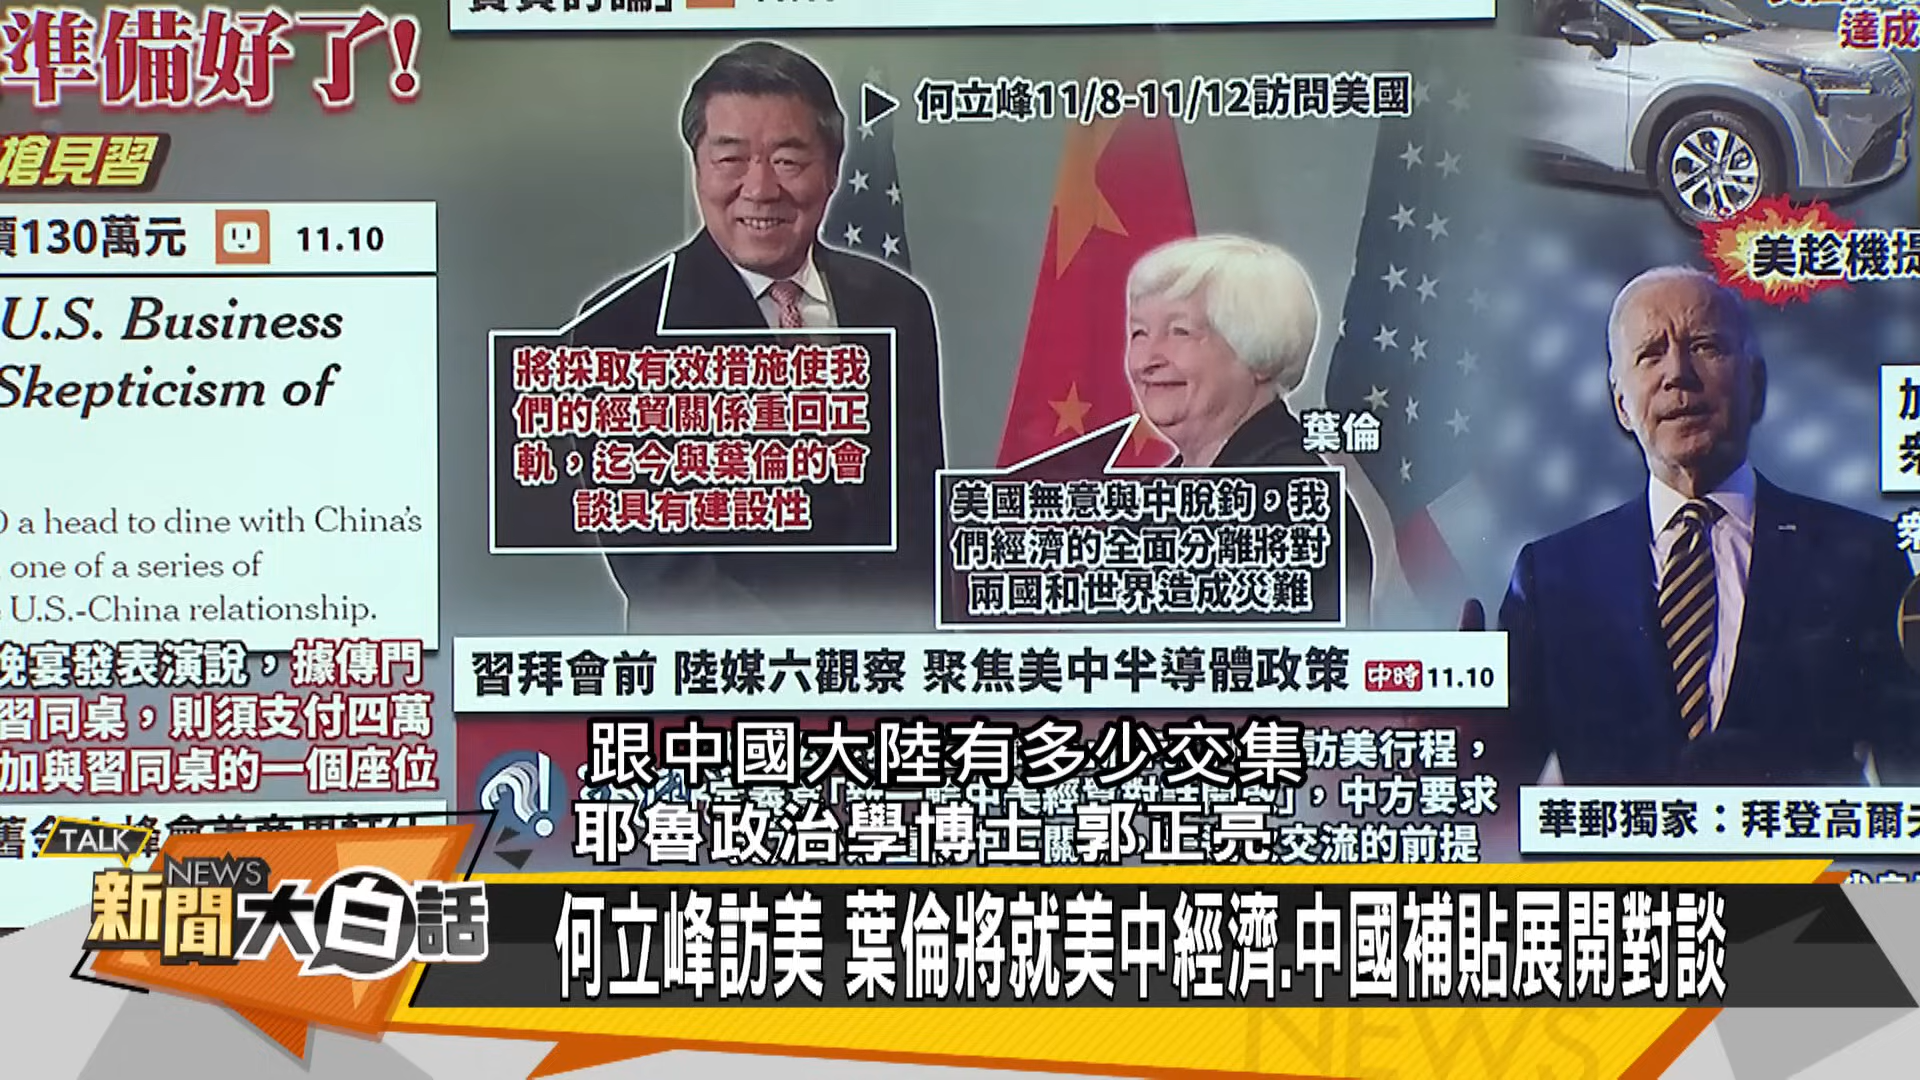 準備好了!
搶見習
價130萬元 11.10
U.S. Business
Skepticism of
a head to dine with China's
one of a series of
U.S.-China relationship.
晚宴發表演說，據傳門
習同桌，則須支付四萬
加與習同桌的一個座位
▶ 何立峰11/8-11/12訪問美國
將採取有效措施使我
們的經貿關係重回正
軌，迄今與葉倫的會
談具有建設性
葉倫
美國無意與中脫鉤，我
們經濟的全面分離將對
兩國和世界造成災難
習拜會前 陸媒六觀察 聚焦美中半導體政策 中時 11.10
訪美行程，
，中方要求
交流的前提
達成
美趁機提
加
華郵獨家：拜登高爾夫
跟中國大陸有多少交集
耶魯政治學博士 郭正亮
TALK
NEWS
新聞大白話
何立峰訪美 葉倫將就美中經濟.中國補貼展開對談
NEWS